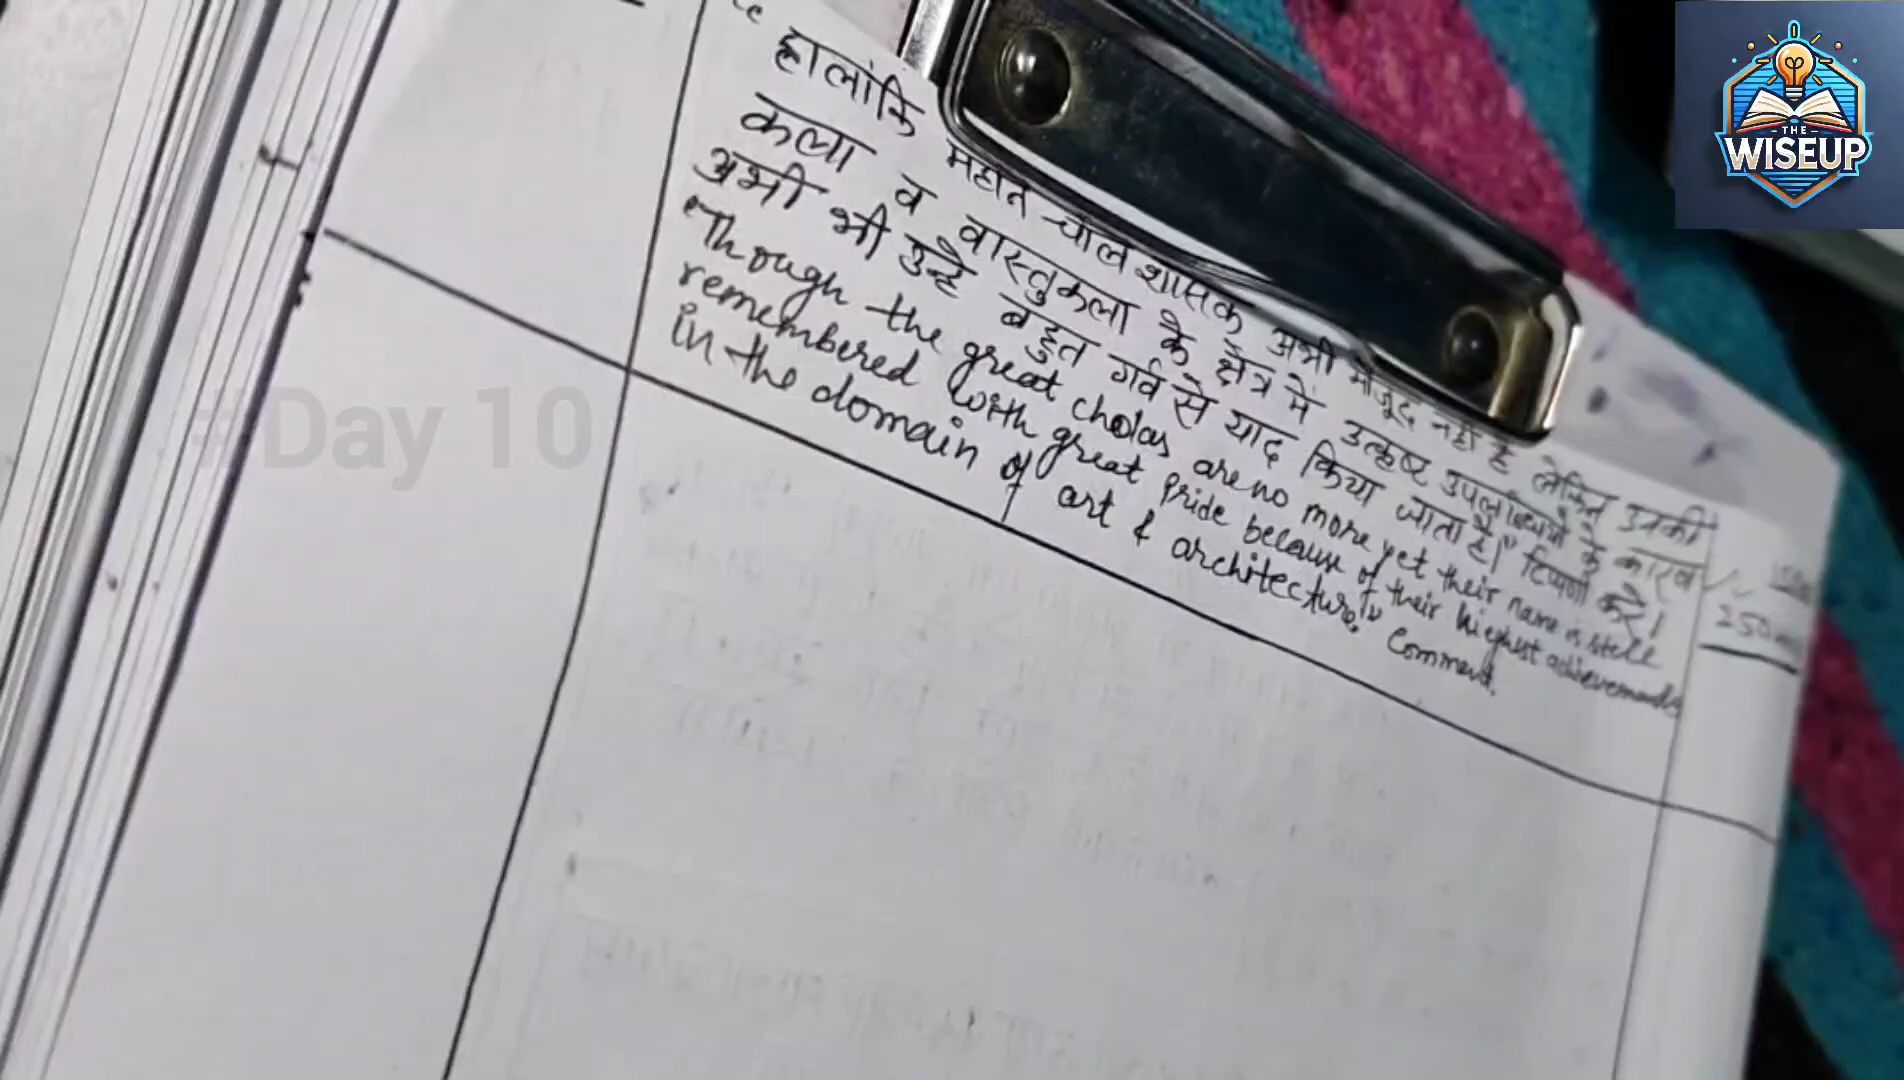 हालांकि महान चोल शासक अभी मौजूद नहीं है लेकिन उनकी
कला व वास्तुकला के क्षेत्र में उत्कृष्ट उपलब्धियों के कारण
अभी भी उन्हें बहुत गर्व से याद किया जाता है।" टिप्पणी करें।
"Though the great cholas are no more yet their name is still
remembered with great pride because of their highest achievements
in the domain of art & architecture." Comment.
250
#Day 10
THE
WISEUP